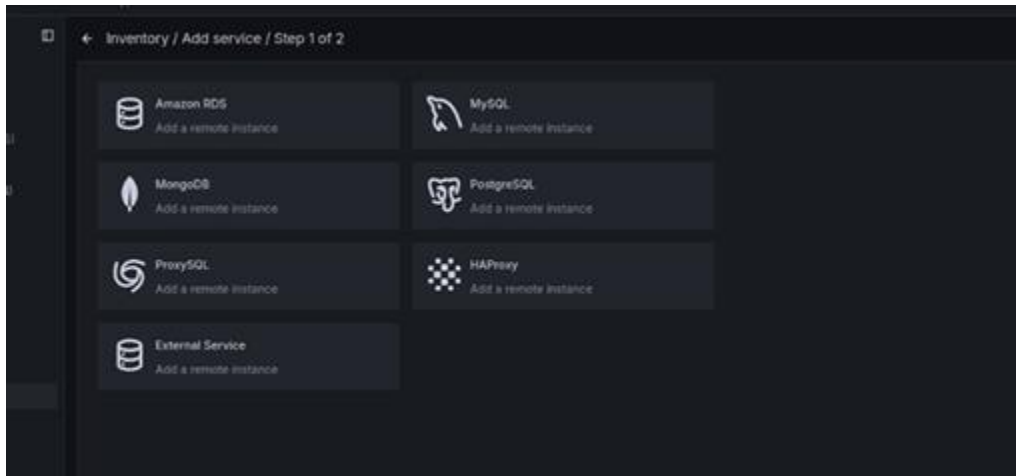 Inventory / Add service / Step 1 of 2
Amazon RDS
Add a remote instance
MySQL
Add a remote instance
MongoDB
Add a remote instance
PostgreSQL
Add a remote instance
ProxySQL
Add a remote instance
HAProxy
Add a remote instance
External Service
Add a remote instance